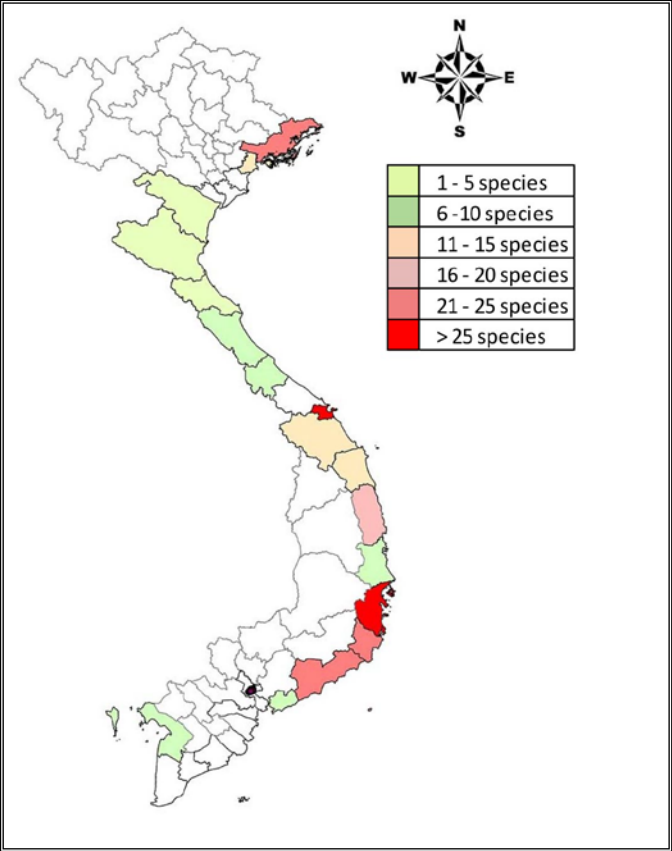 N
W E
S
1 - 5 species
6 -10 species
11 - 15 species
16 - 20 species
21 - 25 species
> 25 species